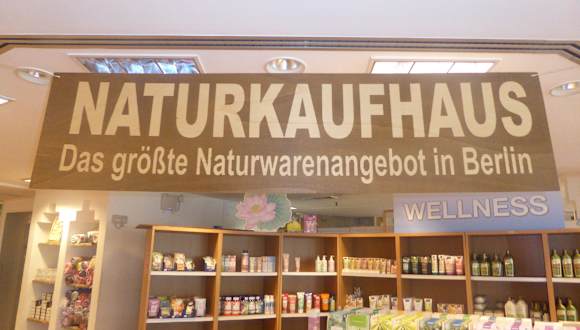 NATURKAUFHAUS
Das größte Naturwarenangebot in Berlin
WELLNESS